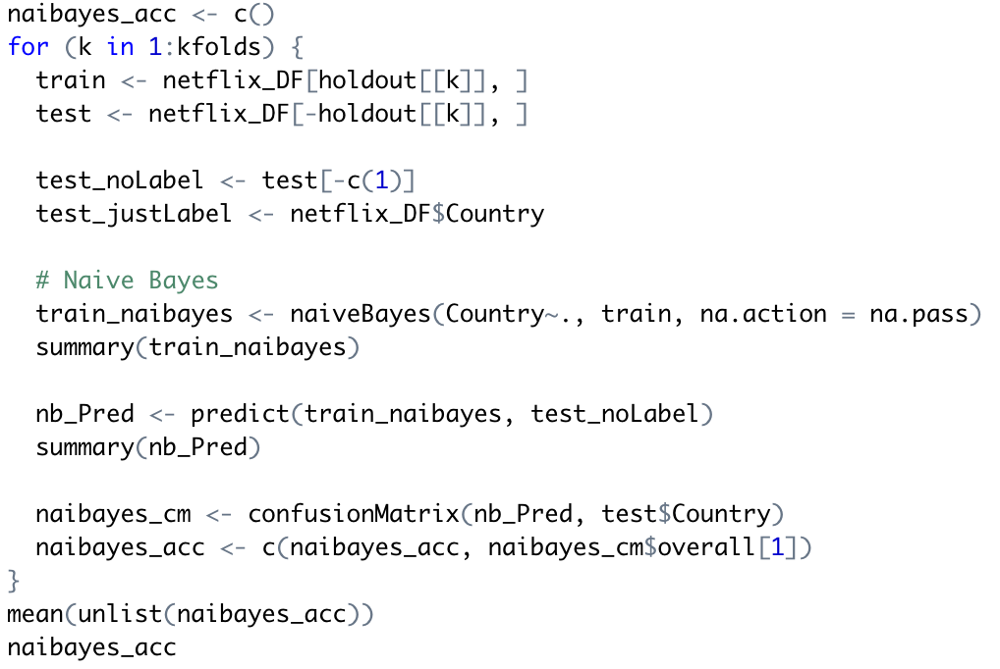 naibayes_acc <- c()
for (k in 1:kfolds) {
  train <- netflix_DF[holdout[[k]], ]
  test <- netflix_DF[-holdout[[k]], ]

  test_noLabel <- test[-c(1)]
  test_justLabel <- netflix_DF$Country

  # Naive Bayes
  train_naibayes <- naiveBayes(Country~., train, na.action = na.pass)
  summary(train_naibayes)

  nb_Pred <- predict(train_naibayes, test_noLabel)
  summary(nb_Pred)

  naibayes_cm <- confusionMatrix(nb_Pred, test$Country)
  naibayes_acc <- c(naibayes_acc, naibayes_cm$overall[1])
}
mean(unlist(naibayes_acc))
naibayes_acc